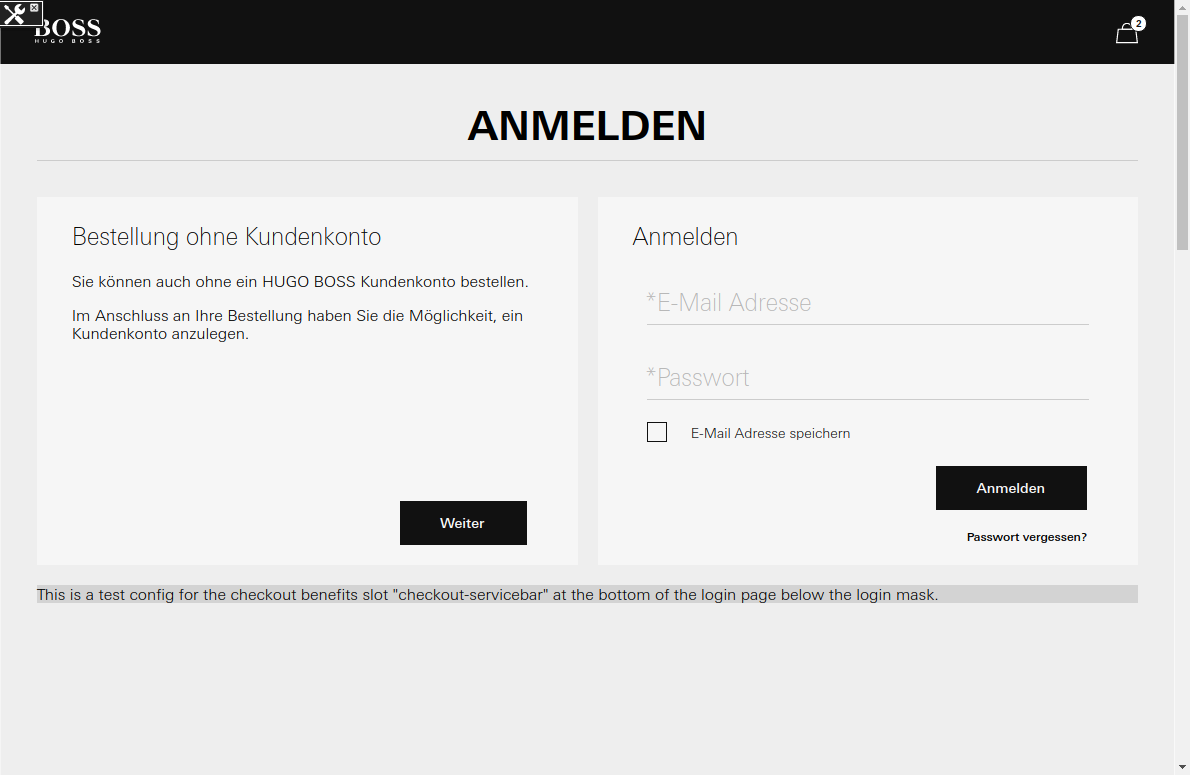 BOSS
HUGO BOSS
2
ANMELDEN
Bestellung ohne Kundenkonto
Sie können auch ohne ein HUGO BOSS Kundenkonto bestellen.
Im Anschluss an Ihre Bestellung haben Sie die Möglichkeit, ein
Kundenkonto anzulegen.
Weiter
Anmelden
*E-Mail Adresse
*Passwort
E-Mail Adresse speichern
Anmelden
Passwort vergessen?
This is a test config for the checkout benefits slot "checkout-servicebar" at the bottom of the login page below the login mask.